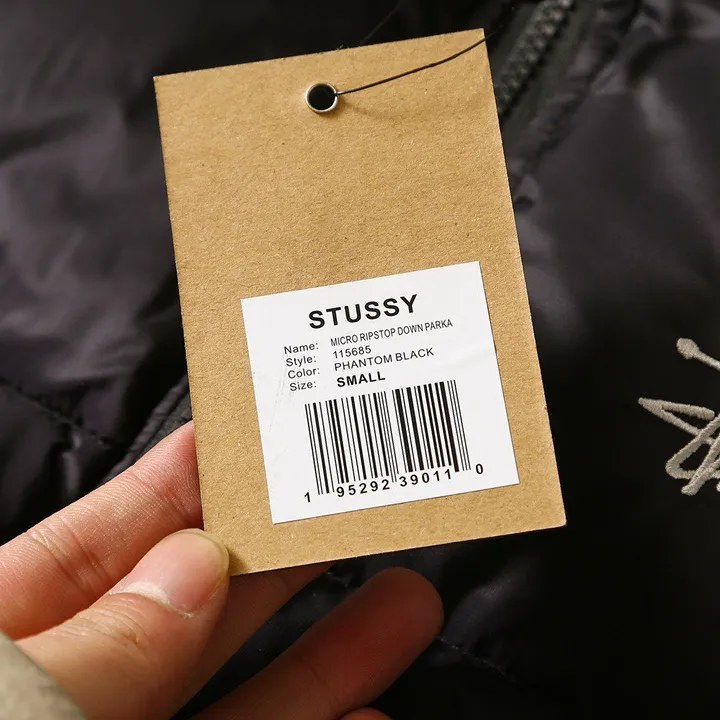 STUSSY
Name: MICRO RIPSTOP DOWN PARKA
Style: 115685
Color: PHANTOM BLACK
Size: SMALL
1 95292 39011 0